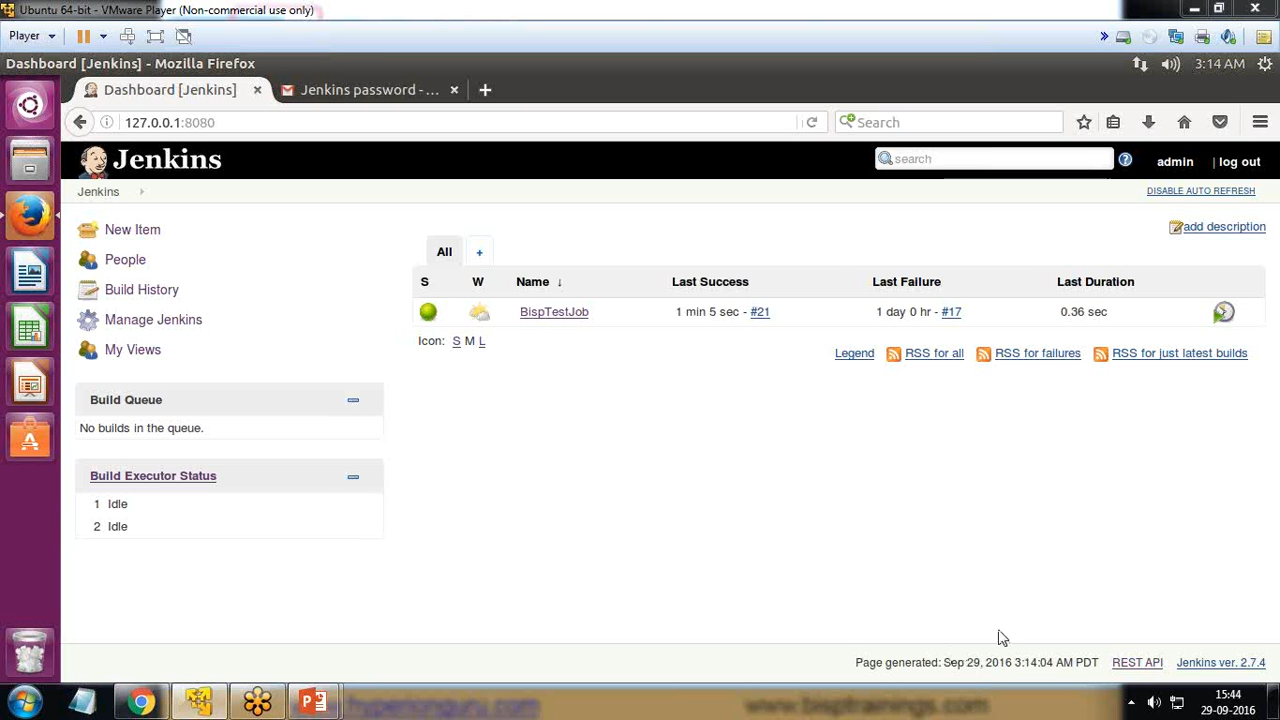 Ubuntu 64-bit - VMware Player (Non-commercial use only)
Player
Dashboard [Jenkins] - Mozilla Firefox
3:14 AM
Dashboard [Jenkins]
Jenkins password - ...
127.0.0.1:8080
Search
Jenkins
search
admin
log out
Jenkins
DISABLE AUTO REFRESH
New Item
People
Build History
Manage Jenkins
My Views
add description
All
+
S W Name ↓ Last Success Last Failure Last Duration
BispTestJob 1 min 5 sec - #21 1 day 0 hr - #17 0.36 sec
Icon: S M L
Legend RSS for all RSS for failures RSS for just latest builds
Build Queue
No builds in the queue.
Build Executor Status
1 Idle
2 Idle
Page generated: Sep 29, 2016 3:14:04 AM PDT REST API Jenkins ver. 2.7.4
15:44
29-09-2016